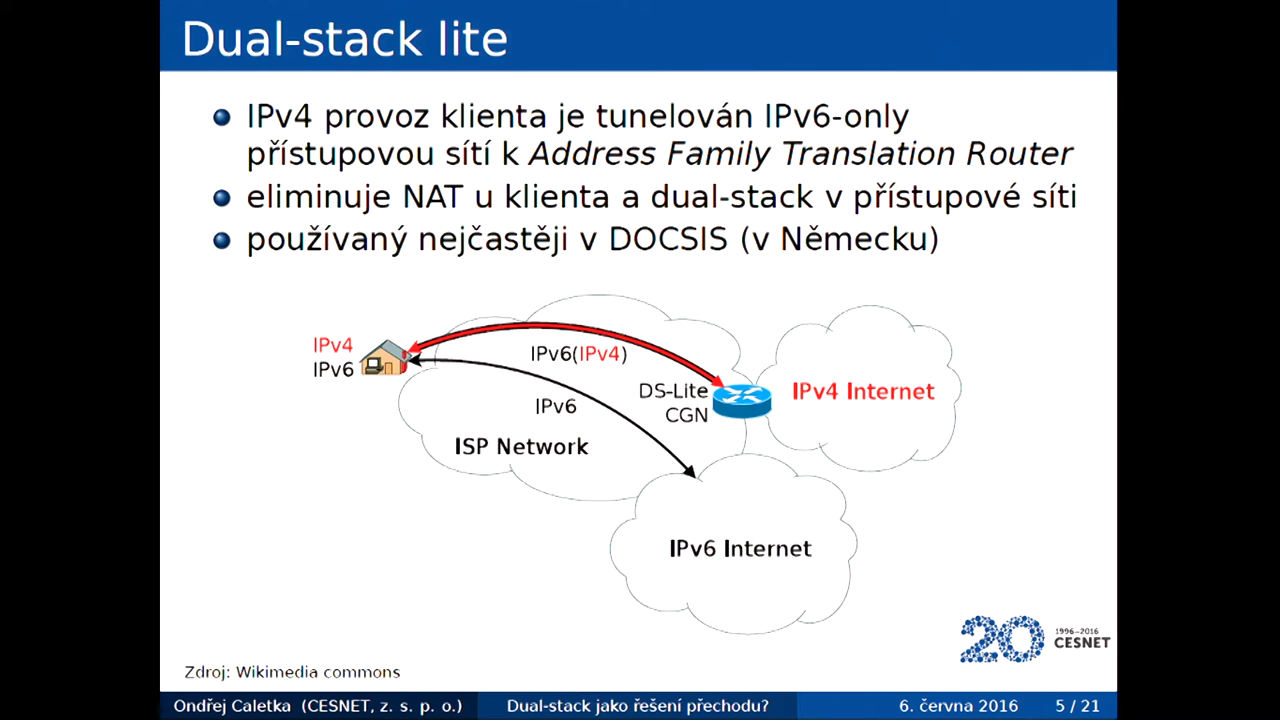 Dual-stack lite
IPv4 provoz klienta je tunelován IPv6-only
přístupovou sítí k Address Family Translation Router
eliminuje NAT u klienta a dual-stack v přístupové síti
používaný nejčastěji v DOCSIS (v Německu)
IPv4
IPv6
IPv6(IPv4)
IPv6
DS-Lite
CGN
ISP Network
IPv4 Internet
IPv6 Internet
20
1996–2016
CESNET
Zdroj: Wikimedia commons
Ondřej Caletka (CESNET, z. s. p. o.)
Dual-stack jako řešení přechodu?
6. června 2016
5 / 21